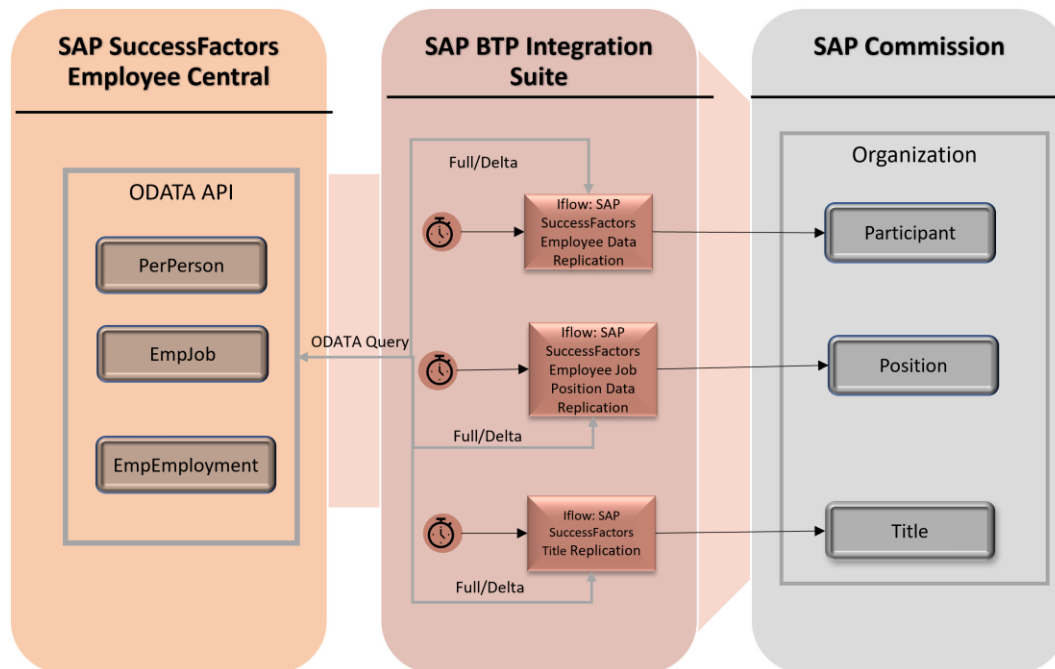 SAP SuccessFactors
Employee Central
ODATA API
PerPerson
EmpJob
EmpEmployment
ODATA Query
SAP BTP Integration
Suite
Full/Delta
Iflow: SAP
SuccessFactors
Employee Data
Replication
Iflow: SAP
SuccessFactors
Employee Job
Position Data
Replication
Full/Delta
Iflow: SAP
SuccessFactors
Title Replication
Full/Delta
SAP Commission
Organization
Participant
Position
Title